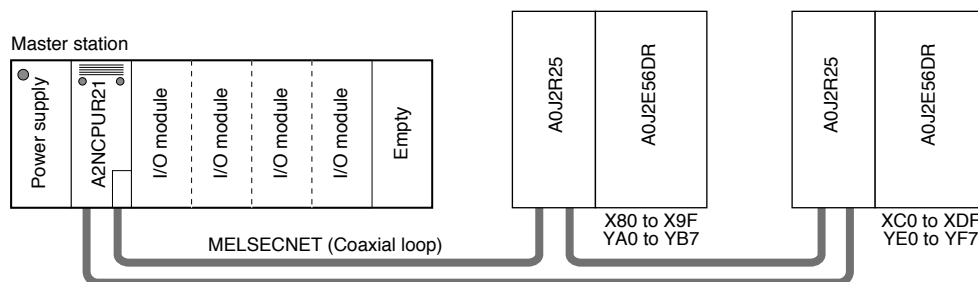 Master station
Power supply
A2NCPUR21
I/O module
I/O module
I/O module
I/O module
Empty
A0J2R25
A0J2E56DR
A0J2R25
A0J2E56DR
X80 to X9F
YA0 to YB7
XC0 to XDF
YE0 to YF7
MELSECNET (Coaxial loop)